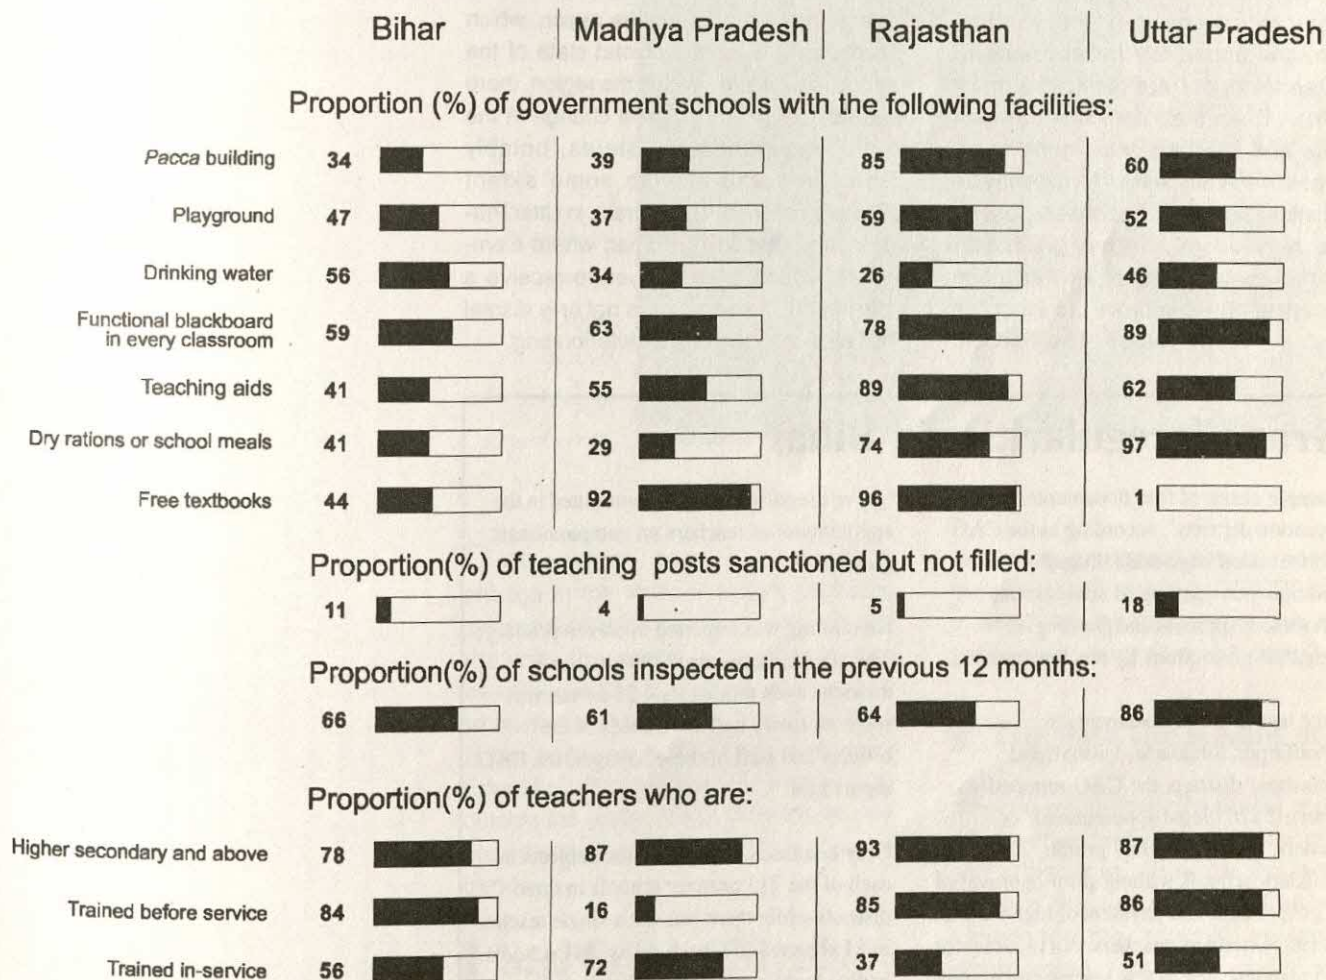 Bihar Madhya Pradesh Rajasthan Uttar Pradesh
Proportion (%) of government schools with the following facilities:
Pacca building 34 39 85 60
Playground 47 37 59 52
Drinking water 56 34 26 46
Functional blackboard
in every classroom 59 63 78 89
Teaching aids 41 55 89 62
Dry rations or school meals 41 29 74 97
Free textbooks 44 92 96 1
Proportion(%) of teaching posts sanctioned but not filled:
11 4 5 18
Proportion(%) of schools inspected in the previous 12 months:
66 61 64 86
Proportion(%) of teachers who are:
Higher secondary and above 78 87 93 87
Trained before service 84 16 85 86
Trained in-service 56 72 37 51